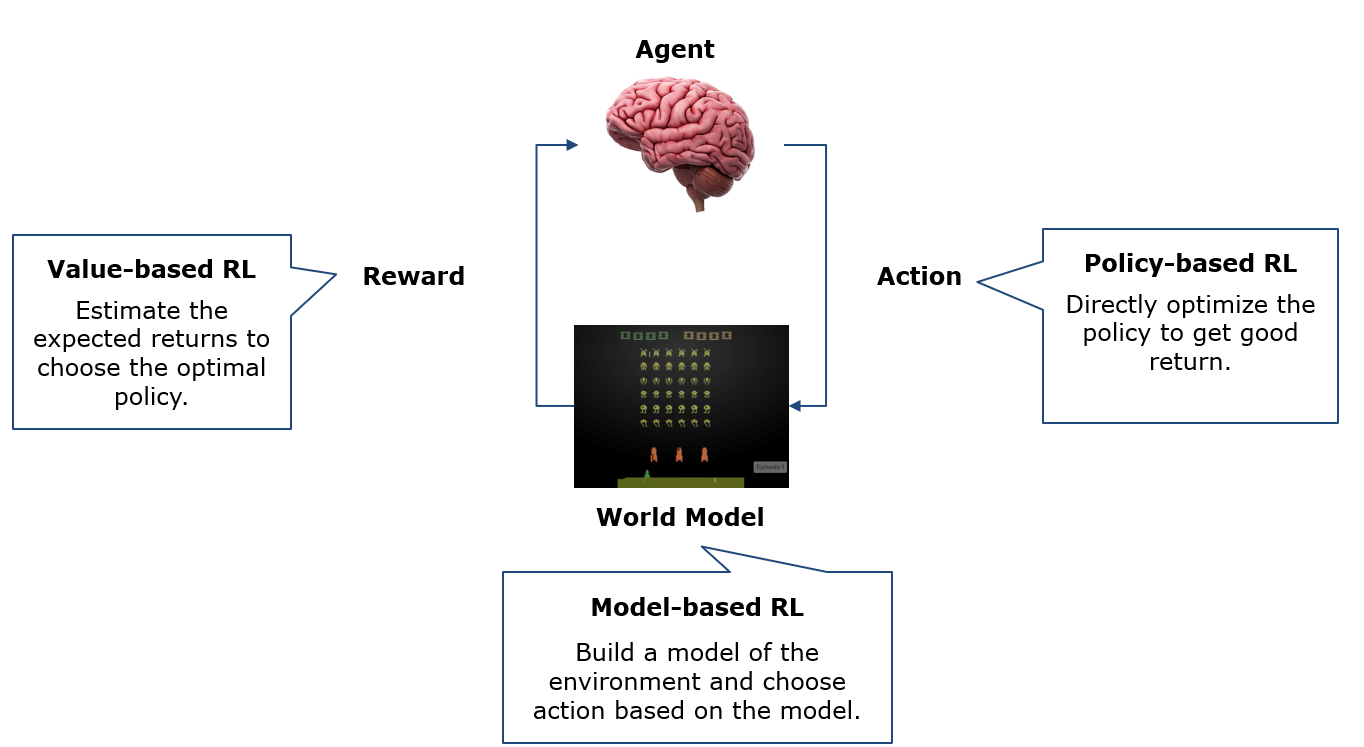 Agent
Value-based RL
Estimate the
expected returns to
choose the optimal
policy.
Reward
Action
Policy-based RL
Directly optimize the
policy to get good
return.
Episode 1
World Model
Model-based RL
Build a model of the
environment and choose
action based on the model.